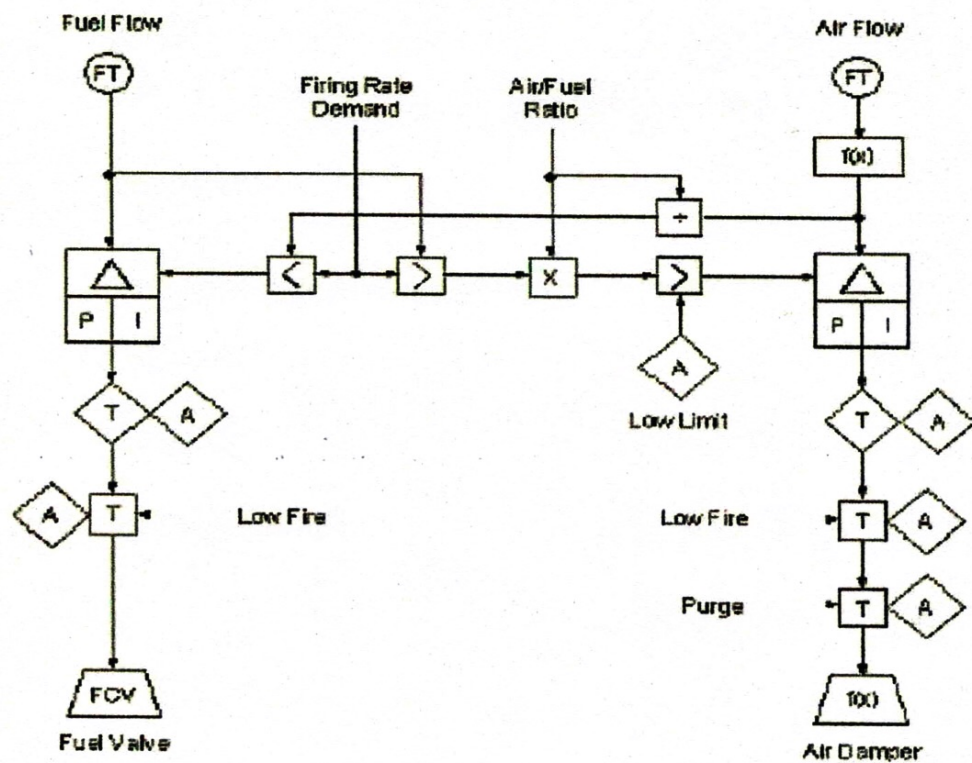 Fuel Flow
Air Flow
FT
FT
Firing Rate
Demand
Air/Fuel
Ratio
f(x)
÷
<
>
X
>
P I
P I
A
Low Limit
T A
T A
A T
Low Fire
Low Fire
T A
Purge
T A
FCV
f(x)
Fuel Valve
Air Damper